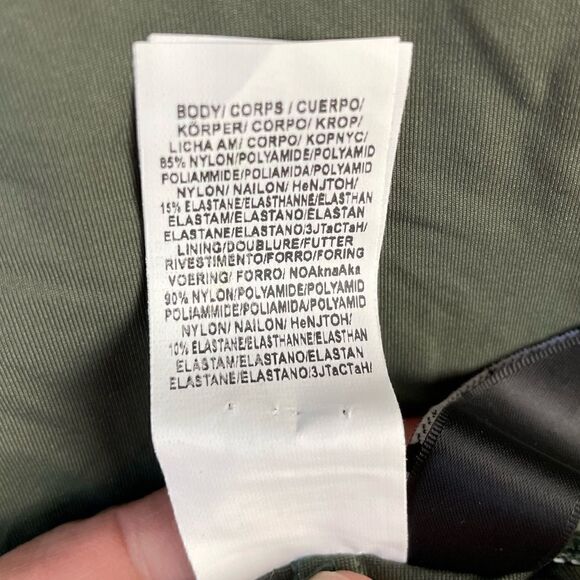 BODY/ CORPS / CUERPO/
KÖRPER/ CORPO/ KROP/
LICHA AM/ CORPO/ KOPNYC/
85% NYLON/POLYAMIDE/POLYAMID
POLIAMMIDE/POLIAMIDA/POLYAMID
NYLON/ NAILON/ HeNJTOH/
15% ELASTANE/ELASTHANNE/ELASTHAN
ELASTAM/ELASTANO/ELASTAN
ELASTANE/ELASTANO/3JTaCTaH/
LINING/DOUBLURE/FUTTER
RIVESTIMENTO/FORRO/FORING
VOERING/ FORRO/ NOAknaAka
90% NYLON/POLYAMIDE/POLYAMID
POLIAMMIDE/POLIAMIDA/POLYAMID
NYLON/ NAILON/ HeNJTOH/
10% ELASTANE/ELASTHANNE/ELASTHAN
ELASTAM/ELASTANO/ELASTAN
ELASTANE/ELASTANO/3JTaCTaH/